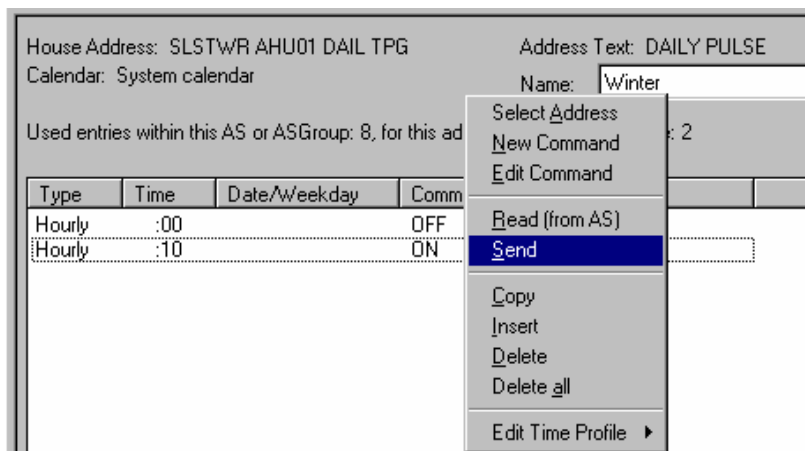 House Address: SLSTWR AHU01 DAIL TPG Address Text: DAILY PULSE
Calendar: System calendar Name: Winter
Used entries within this AS or ASGroup: 8, for this ad : 2
Type Time Date/Weekday Comm
Hourly :00 OFF
Hourly :10 ON
Select Address
New Command
Edit Command
Read (from AS)
Send
Copy
Insert
Delete
Delete all
Edit Time Profile